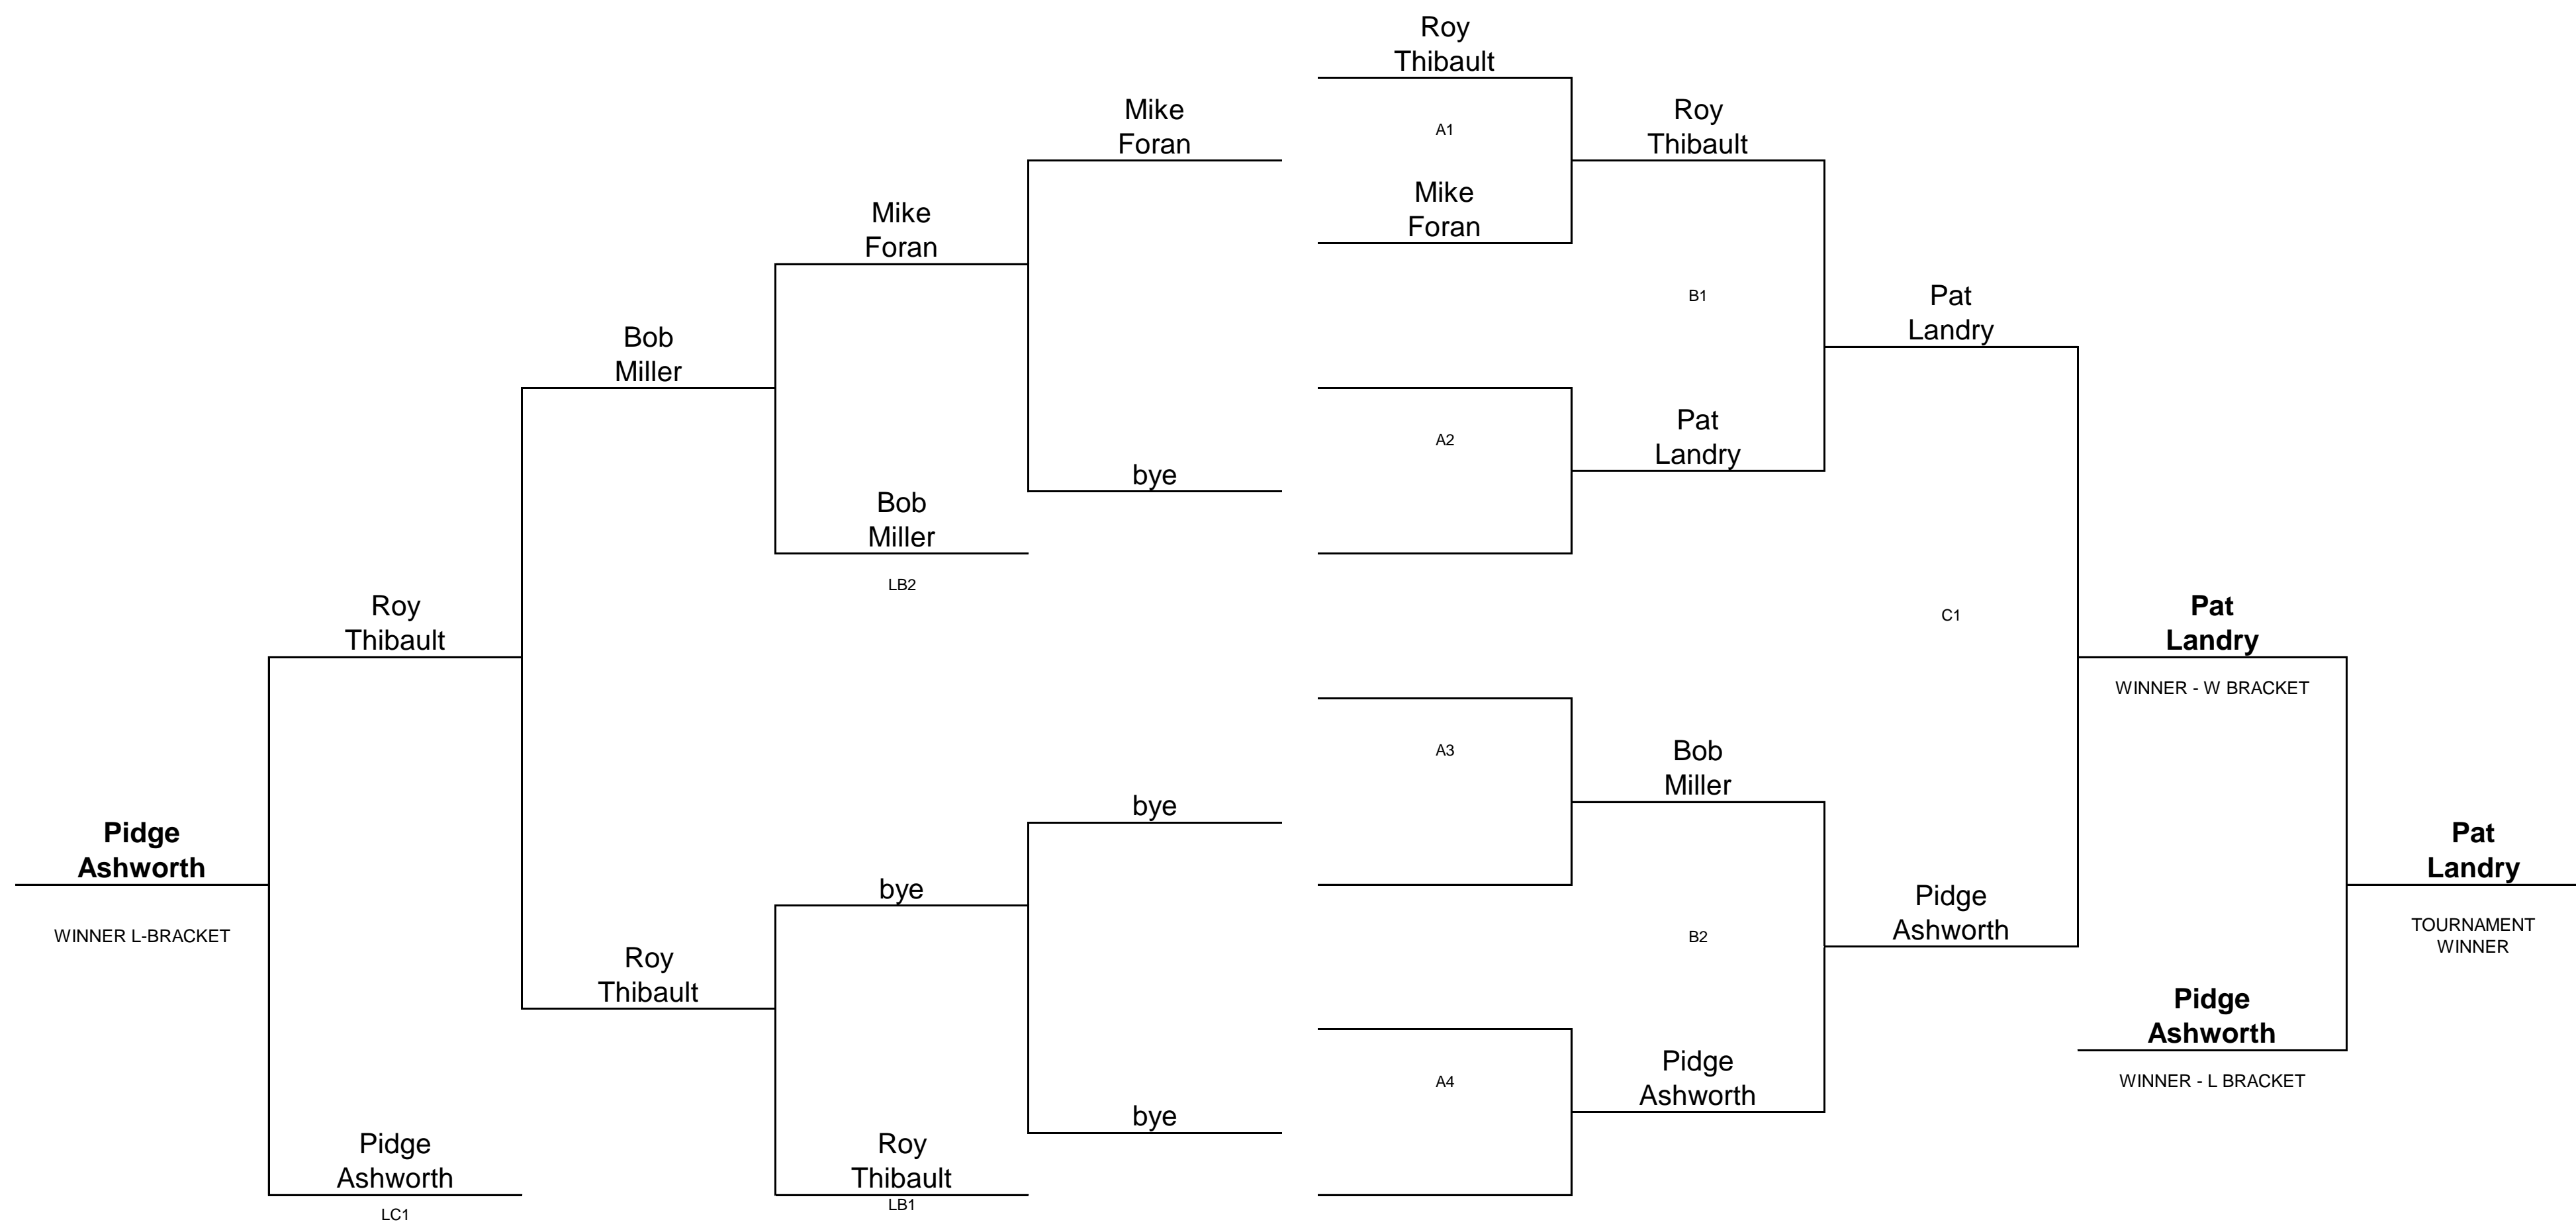 Roy
Thibault
Mike
Foran
A1
Roy
Thibault
Mike
Foran
Mike
Foran
B1
Pat
Landry
Bob
Miller
A2
Pat
Landry
bye
Bob
Miller
LB2
Roy
Thibault
C1
Pat
Landry
WINNER - W BRACKET
A3
Bob
Miller
bye
Pidge
Ashworth
Pat
Landry
bye
Pidge
Ashworth
WINNER L-BRACKET
B2
TOURNAMENT
WINNER
Roy
Thibault
Pidge
Ashworth
A4
Pidge
Ashworth
WINNER - L BRACKET
bye
Pidge
Ashworth
Roy
Thibault
LB1
LC1